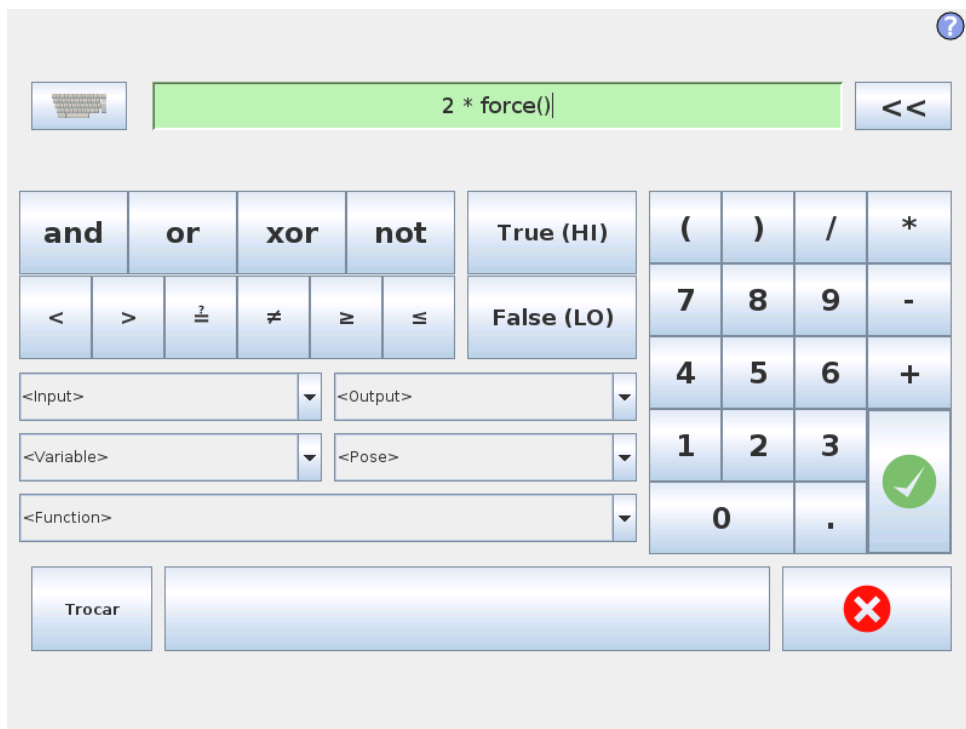 ?
2 * force()
<<
and or xor not True (HI) ( ) / *
< > ≟ ≠ ≥ ≤ False (LO) 7 8 9 -
<Input> <Output> 4 5 6 +
<Variable> <Pose> 1 2 3
<Function> 0 .
Trocar